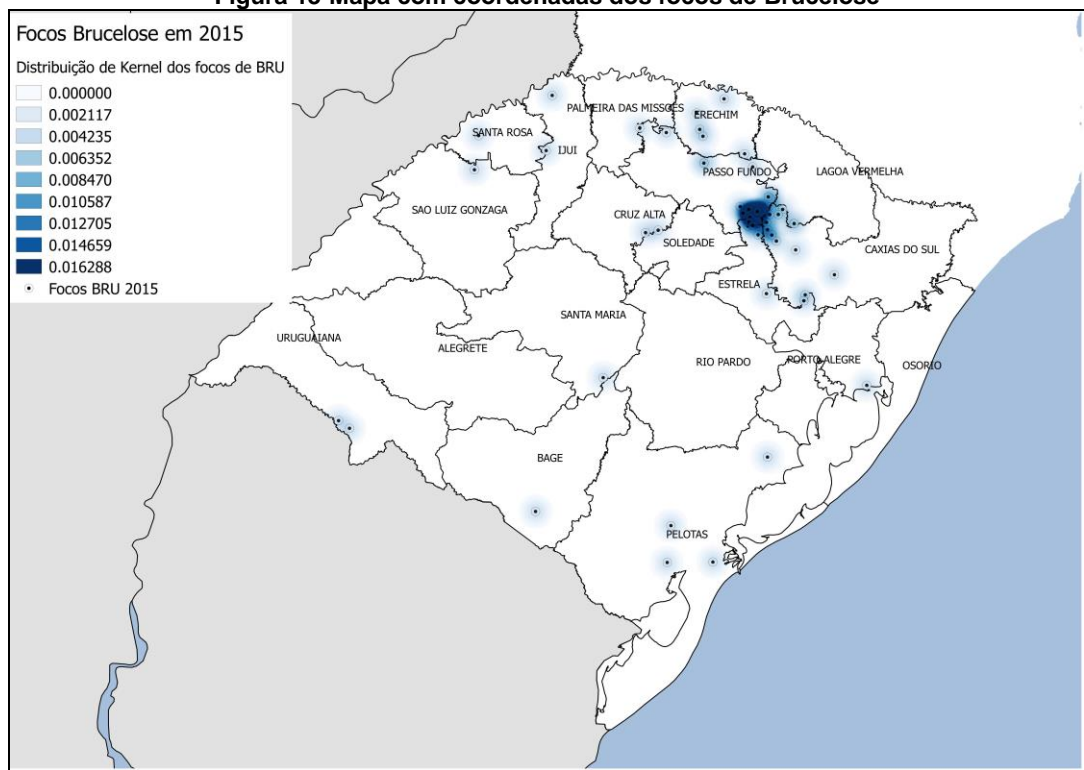 Figura 15 Mapa com coordenadas dos focos de Brucelose
Focos Brucelose em 2015
Distribuição de Kernel dos focos de BRU
0.000000
0.002117
0.004235
0.006352
0.008470
0.010587
0.012705
0.014659
0.016288
Focos BRU 2015
PALMEIRA DAS MISSOES
ERECHIM
SANTA ROSA
IJUI
PASSO FUNDO
LAGOA VERMELHA
SAO LUIZ GONZAGA
CRUZ ALTA
SOLEDADE
CAXIAS DO SUL
ESTRELA
SANTA MARIA
URUGUAIANA
ALEGRETE
RIO PARDO
PORTO ALEGRE
OSORIO
BAGE
PELOTAS